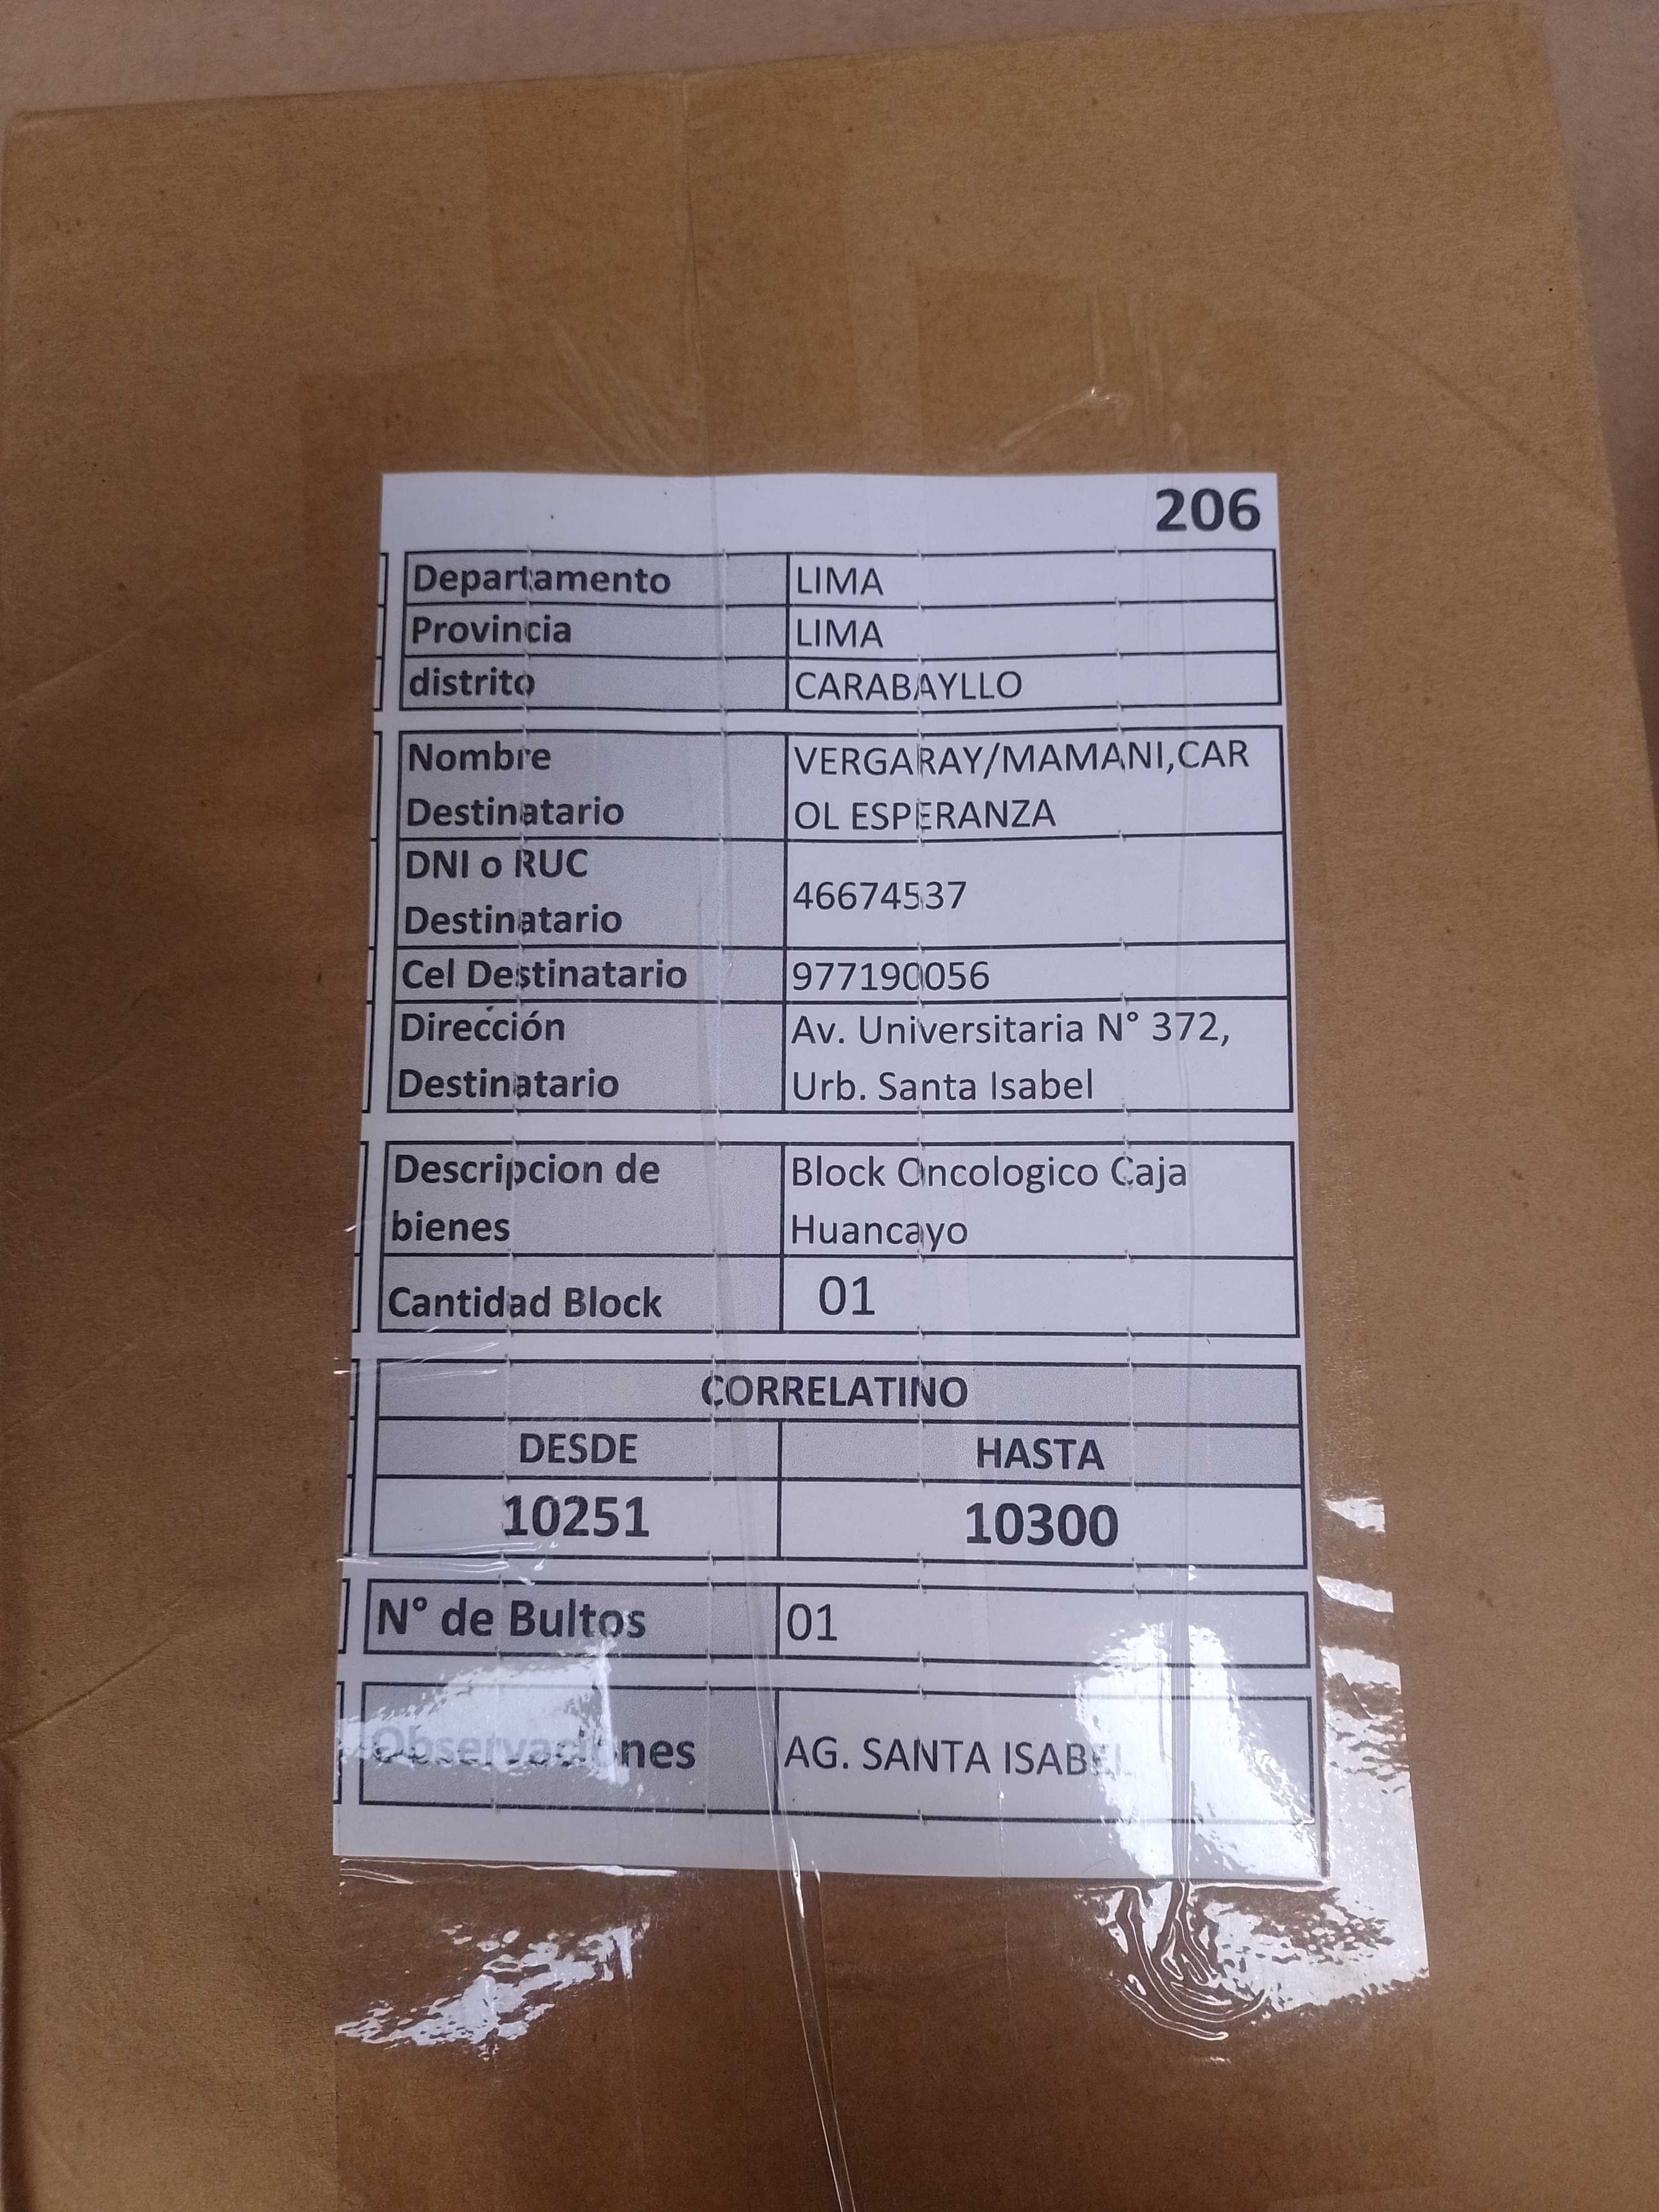 206
Departamento LIMA
Provincia LIMA
distrito CARABAYLLO
Nombre VERGARAY/MAMANI,CAR
Destinatario OL ESPERANZA
DNI o RUC
Destinatario 46674537
Cel Destinatario 977190056
Dirección Av. Universitaria N° 372,
Destinatario Urb. Santa Isabel
Descripcion de Block Oncologico Caja
bienes Huancayo
Cantidad Block 01
CORRELATINO
DESDE HASTA
10251 10300
N° de Bultos 01
Observaciones AG. SANTA ISABEL